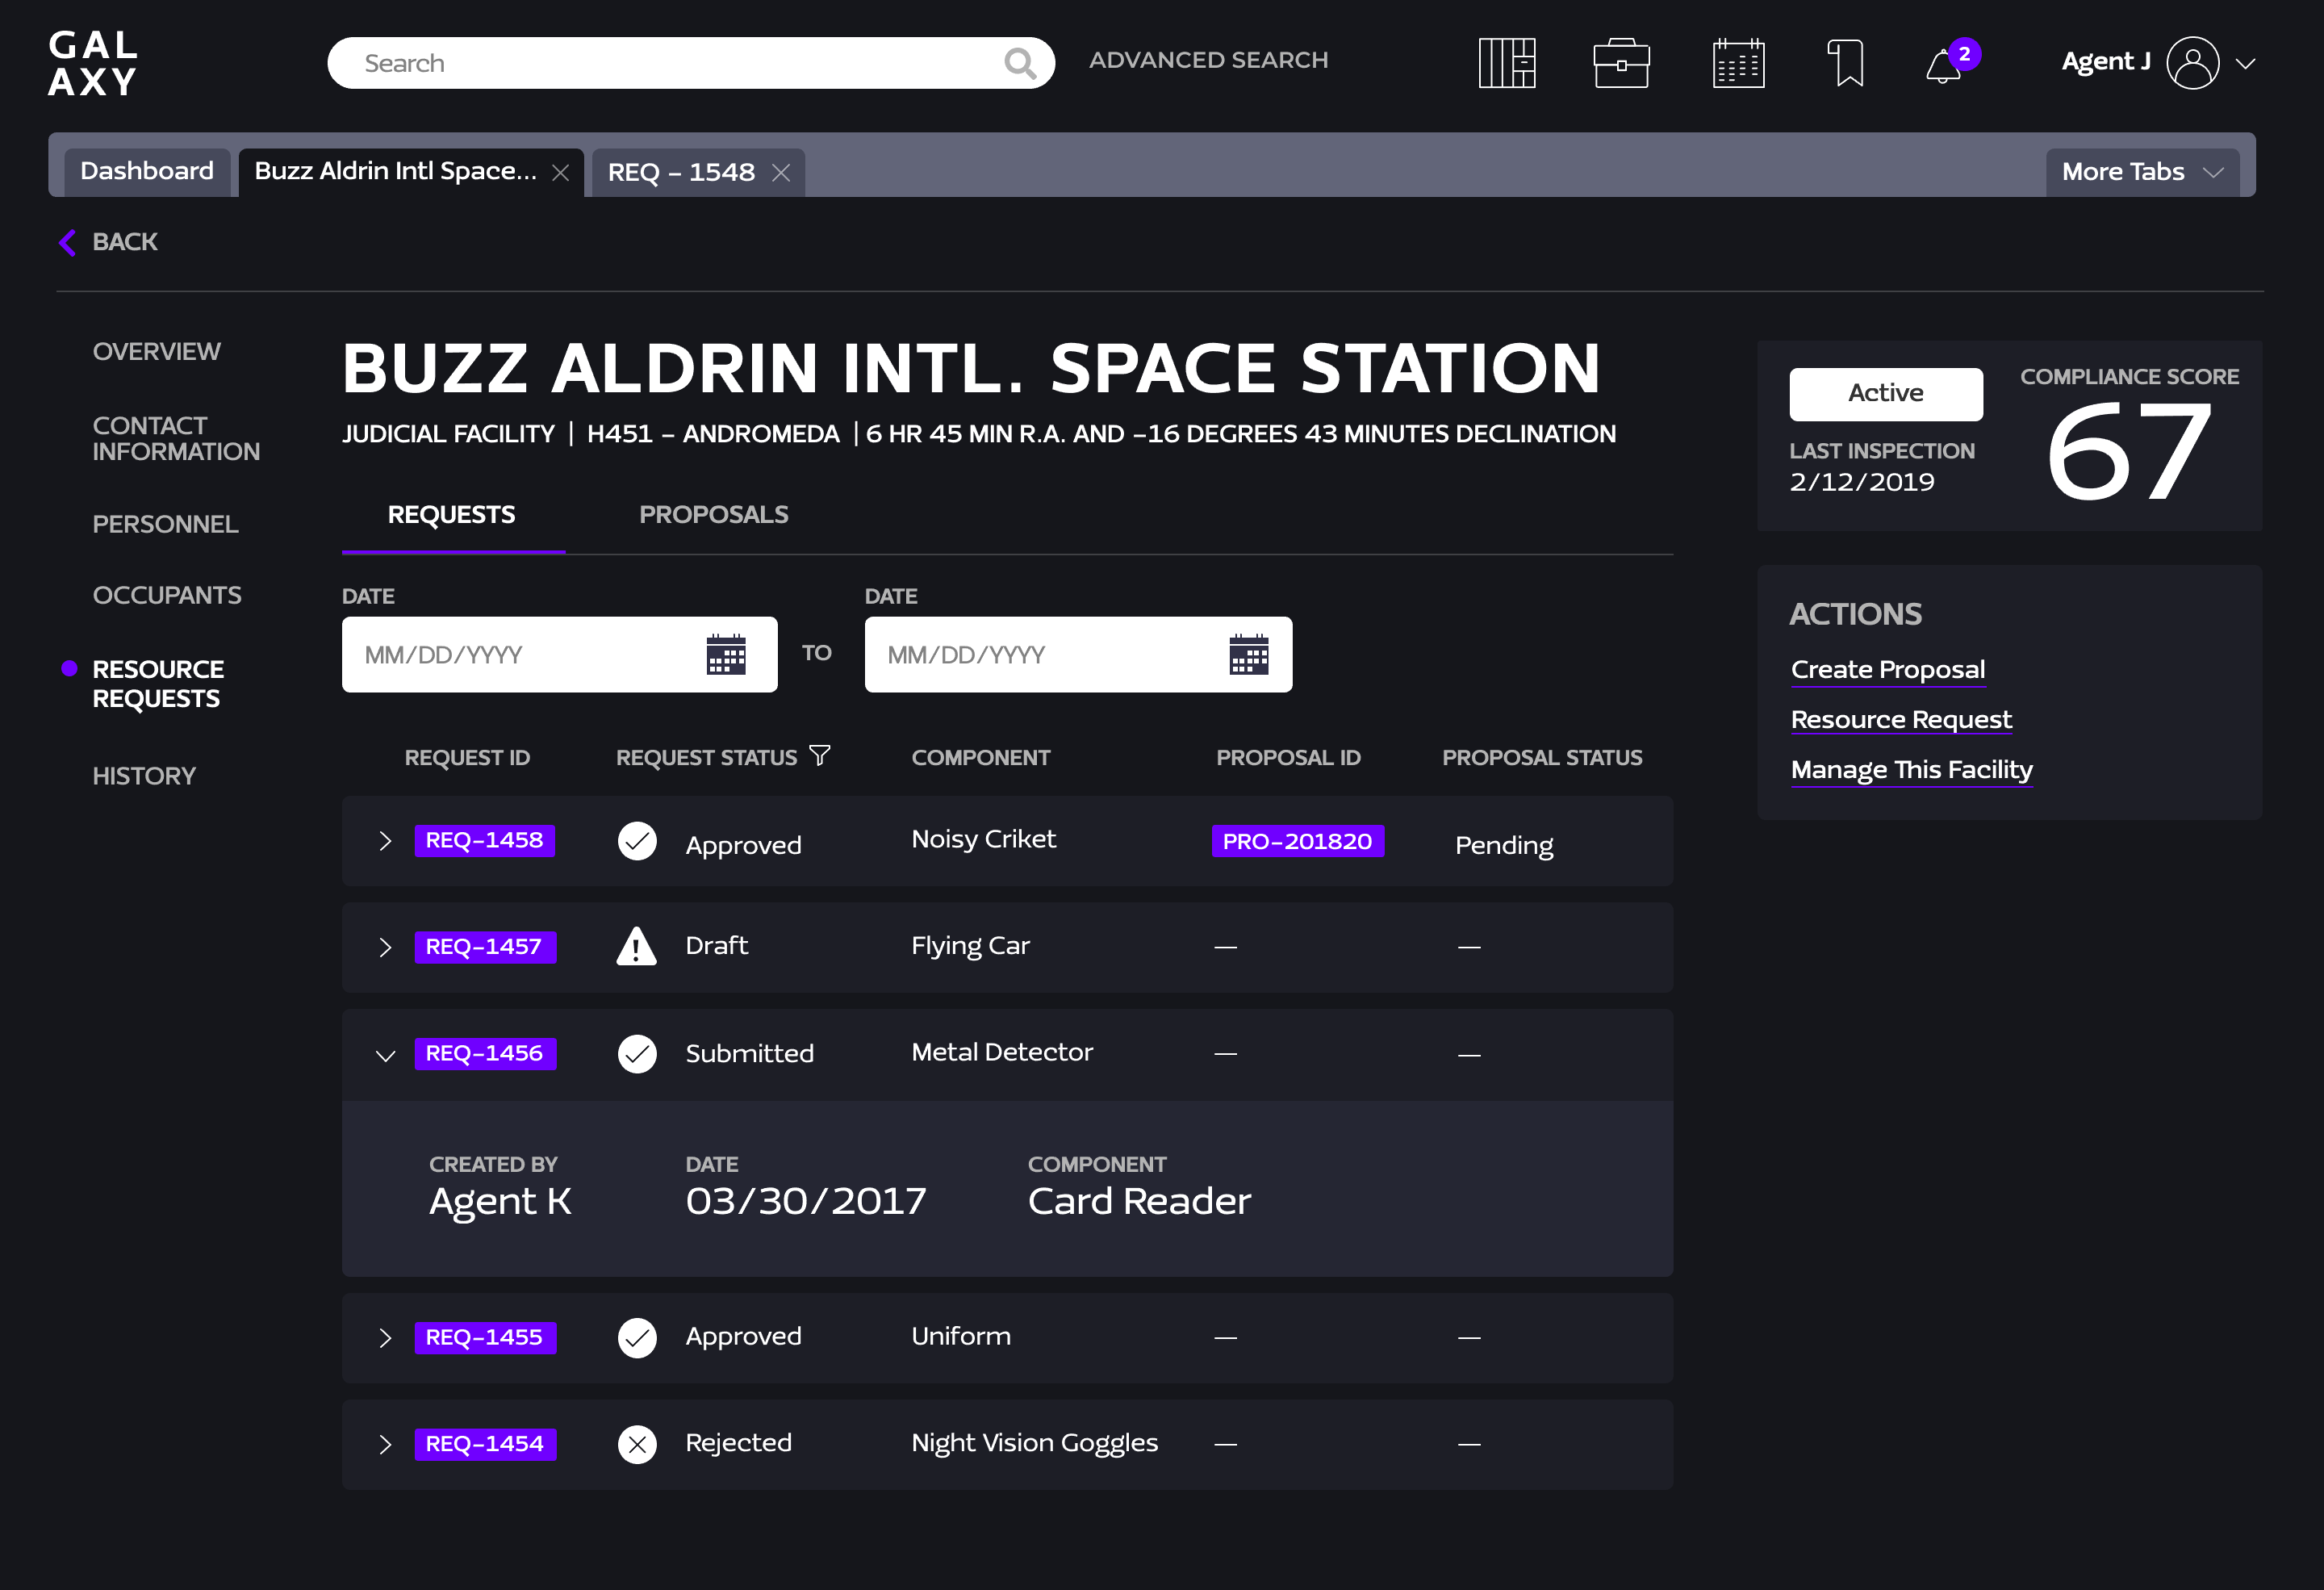 GAL
AXY
Search
ADVANCED SEARCH
2
Agent J
Dashboard
Buzz Aldrin Intl Space...
REQ – 1548
More Tabs
BACK
OVERVIEW
CONTACT
INFORMATION
PERSONNEL
OCCUPANTS
RESOURCE
REQUESTS
HISTORY
BUZZ ALDRIN INTL. SPACE STATION
JUDICIAL FACILITY | H451 – ANDROMEDA | 6 HR 45 MIN R.A. AND –16 DEGREES 43 MINUTES DECLINATION
REQUESTS
PROPOSALS
DATE
MM/DD/YYYY
TO
DATE
MM/DD/YYYY
REQUEST ID
REQUEST STATUS
COMPONENT
PROPOSAL ID
PROPOSAL STATUS
REQ–1458
Approved
Noisy Criket
PRO–201820
Pending
REQ–1457
Draft
Flying Car
—
—
REQ–1456
Submitted
Metal Detector
—
—
CREATED BY
Agent K
DATE
03/30/2017
COMPONENT
Card Reader
REQ–1455
Approved
Uniform
—
—
REQ–1454
Rejected
Night Vision Goggles
—
—
Active
LAST INSPECTION
2/12/2019
COMPLIANCE SCORE
67
ACTIONS
Create Proposal
Resource Request
Manage This Facility